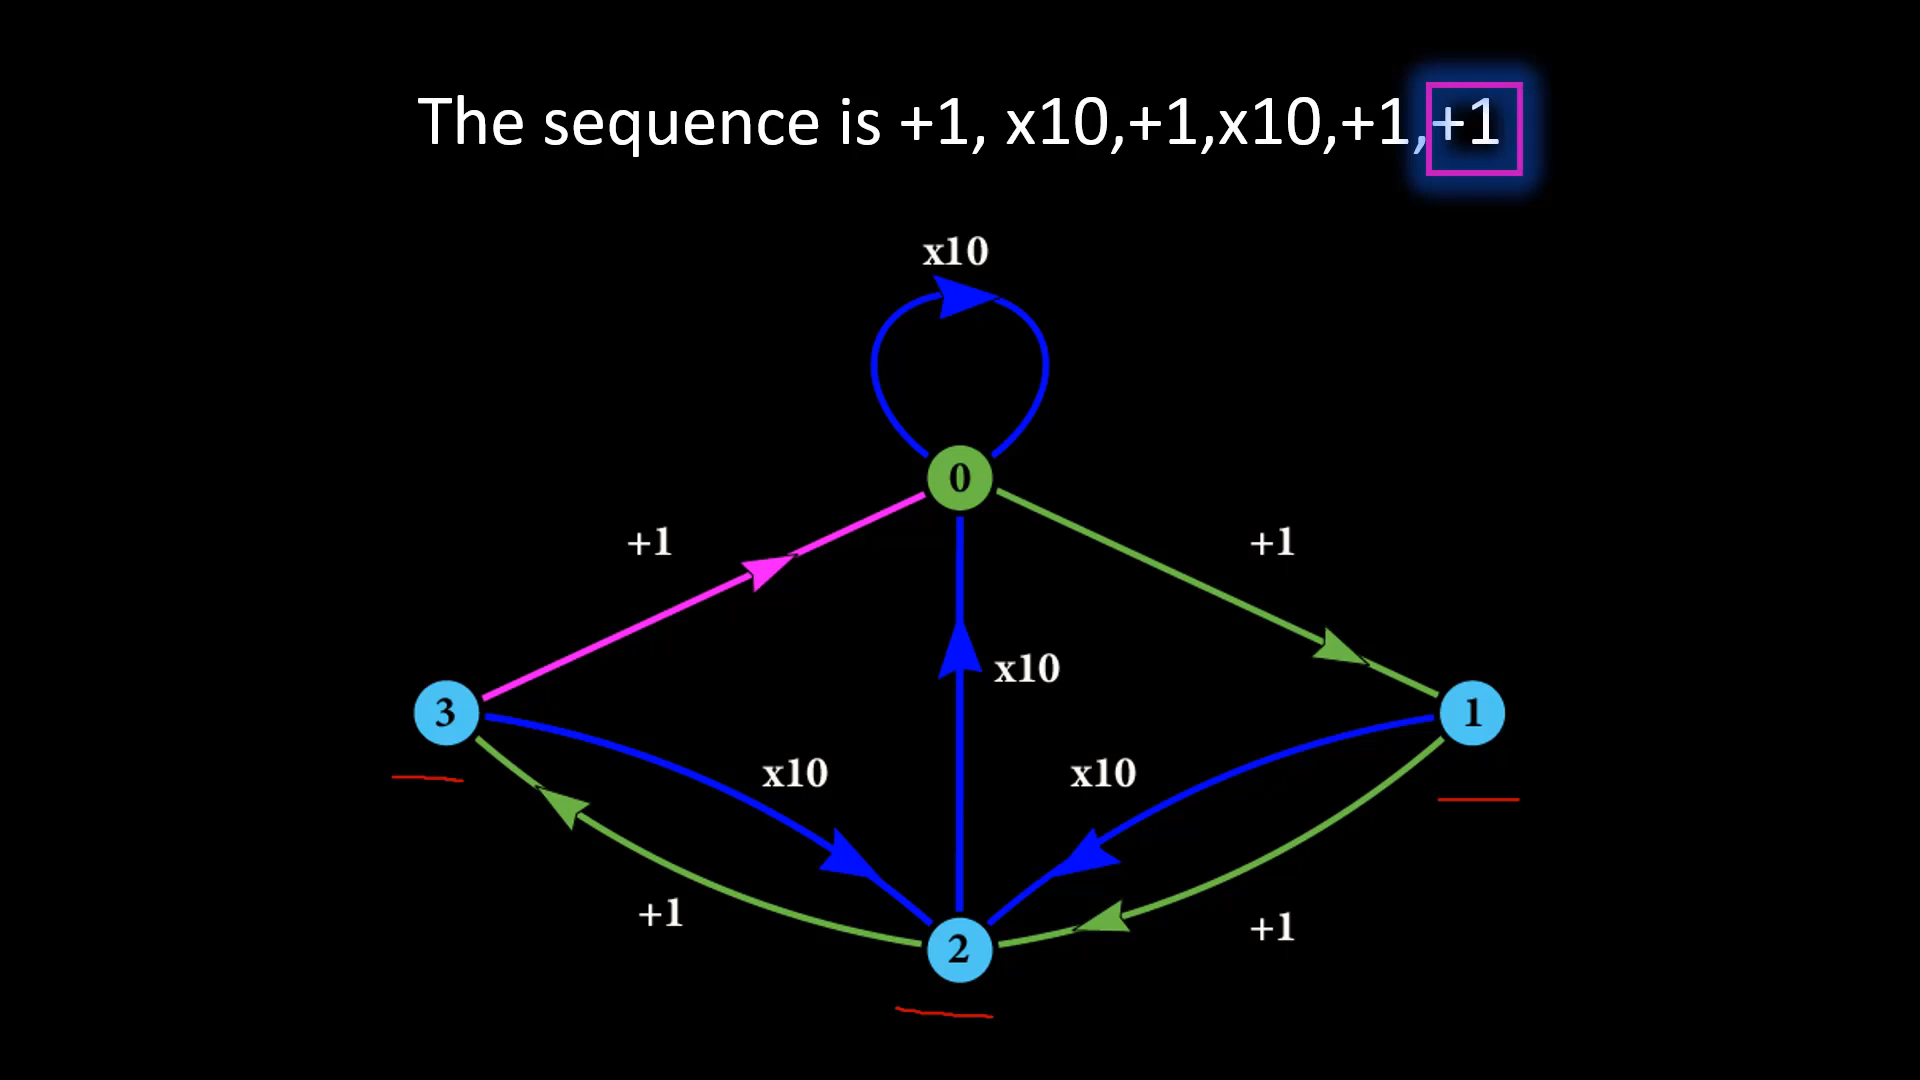 The sequence is +1, x10,+1,x10,+1,+1
x10
0
+1
+1
x10
3
1
x10
x10
+1
2
+1